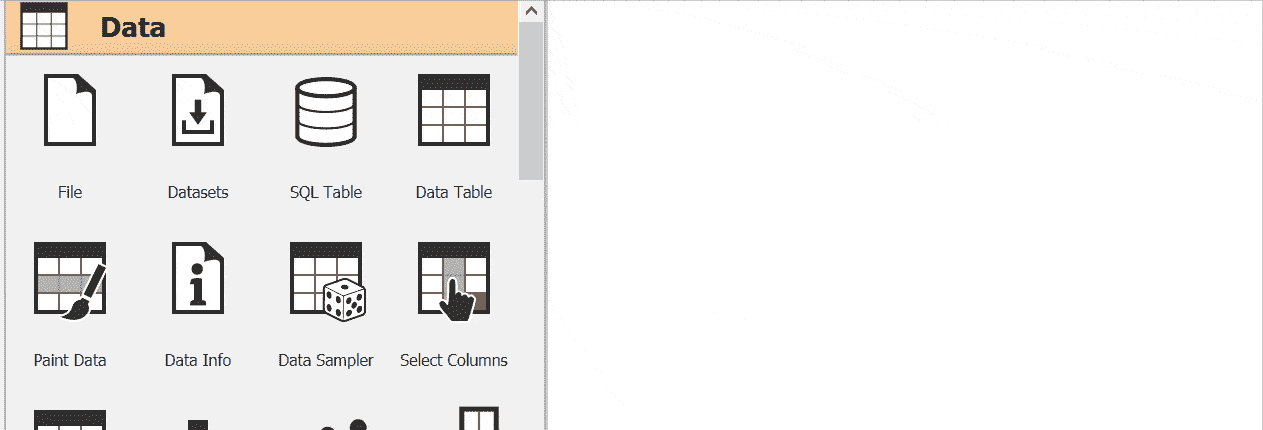 Data
File Datasets SQL Table Data Table
Paint Data Data Info Data Sampler Select Columns